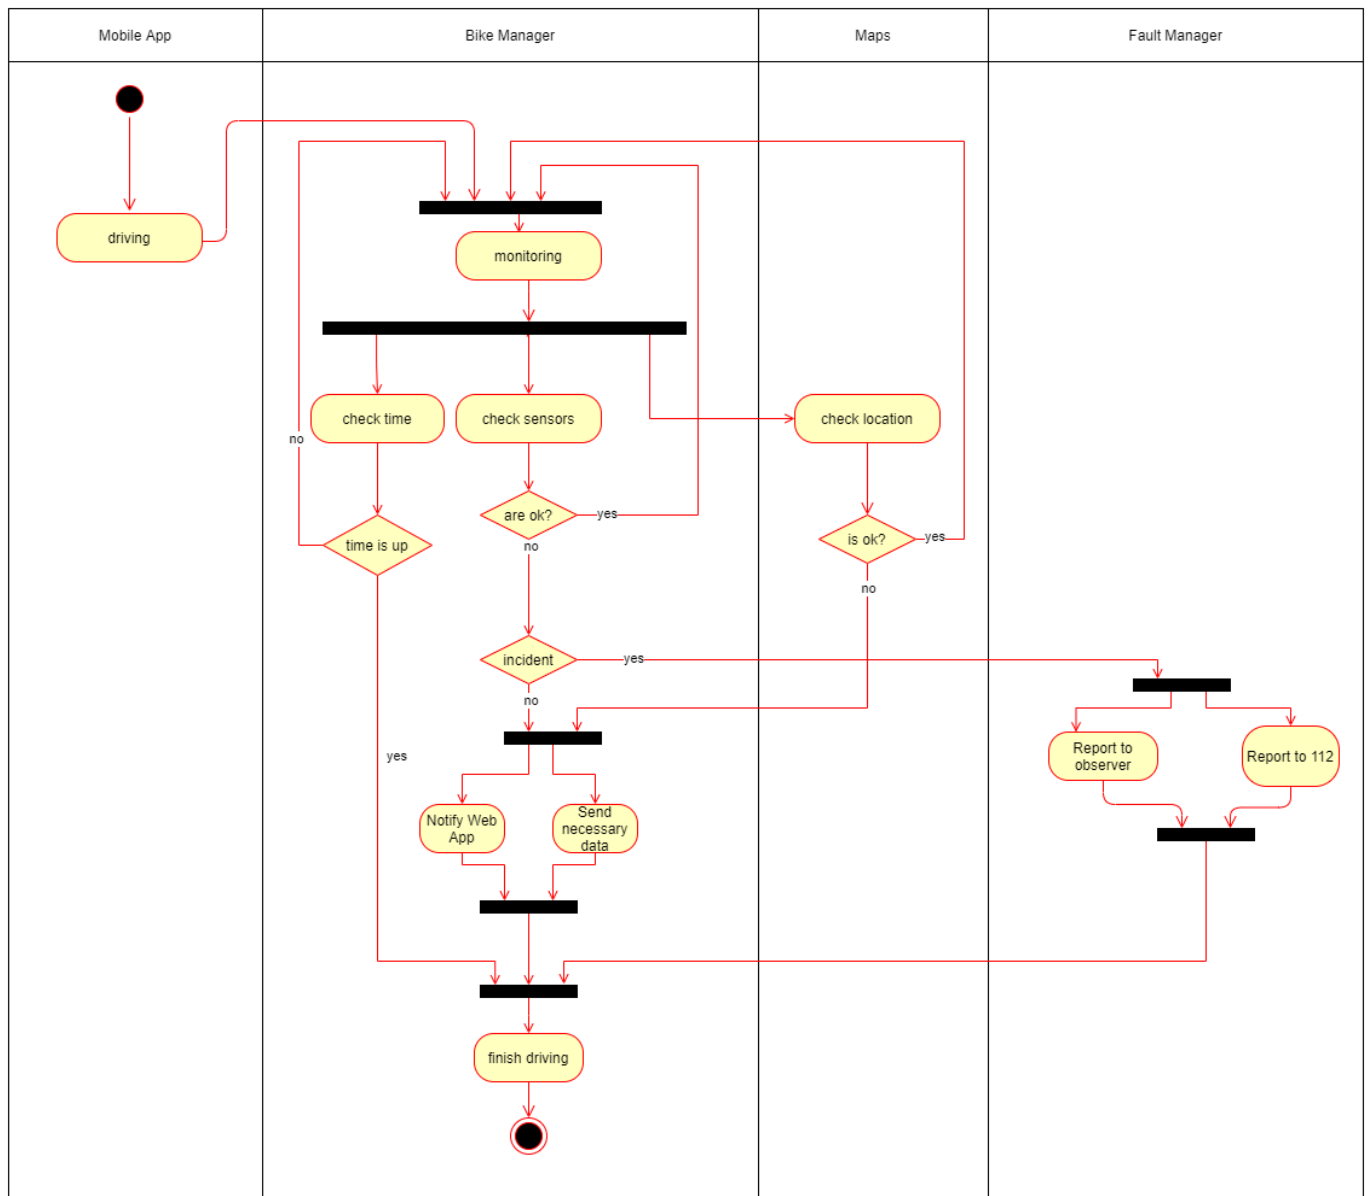 Mobile App
Bike Manager
Maps
Fault Manager
driving
monitoring
check time
check sensors
check location
no
are ok?
yes
time is up
is ok?
yes
no
no
incident
yes
no
yes
Report to
observer
Report to 112
Notify Web
App
Send
necessary
data
finish driving